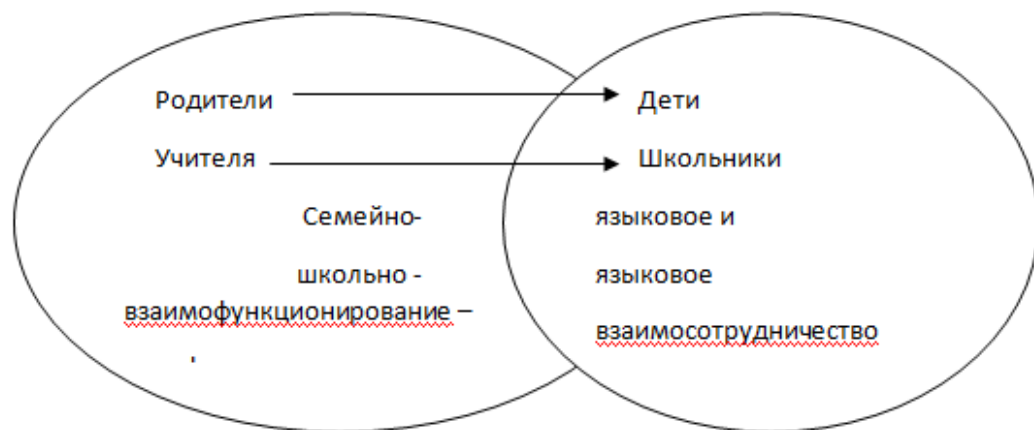 Родители Дети
Учителя Школьники
Семейно- языковое и
школьно - языковое
взаимофункционирование –
взаимосотрудничество